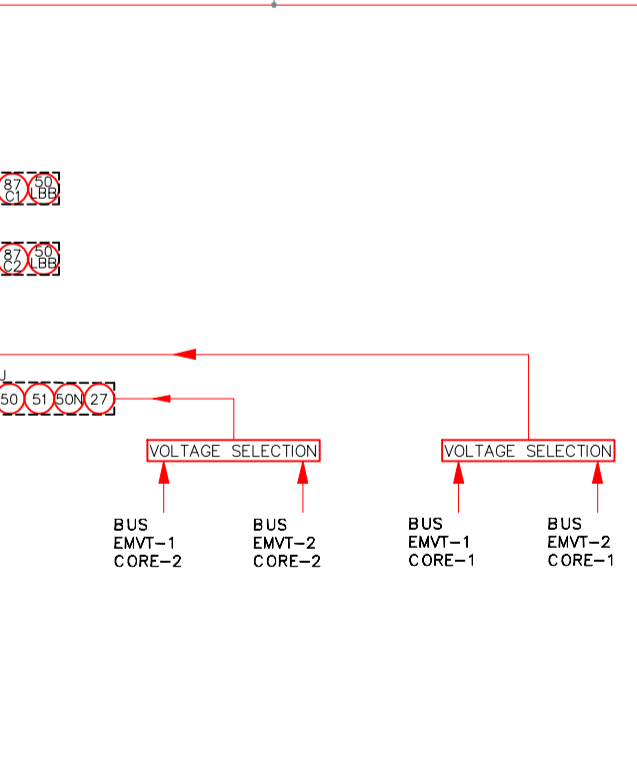 87
C1
50
LBB
87
C2
50
LBB
50
51
50N
27
VOLTAGE SELECTION
VOLTAGE SELECTION
BUS
EMVT-1
CORE-2
BUS
EMVT-2
CORE-2
BUS
EMVT-1
CORE-1
BUS
EMVT-2
CORE-1